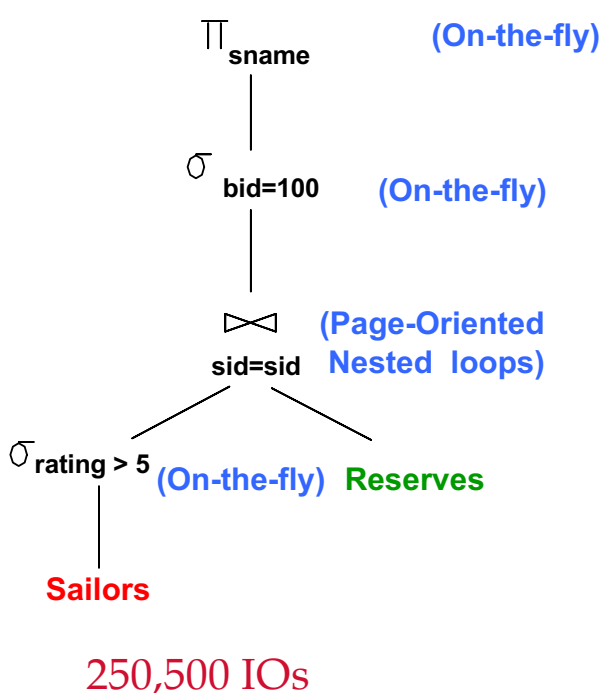 π sname (On-the-fly)
σ bid=100 (On-the-fly)
⋈ (Page-Oriented
sid=sid Nested loops)
σ rating > 5 (On-the-fly) Reserves
Sailors
250,500 IOs